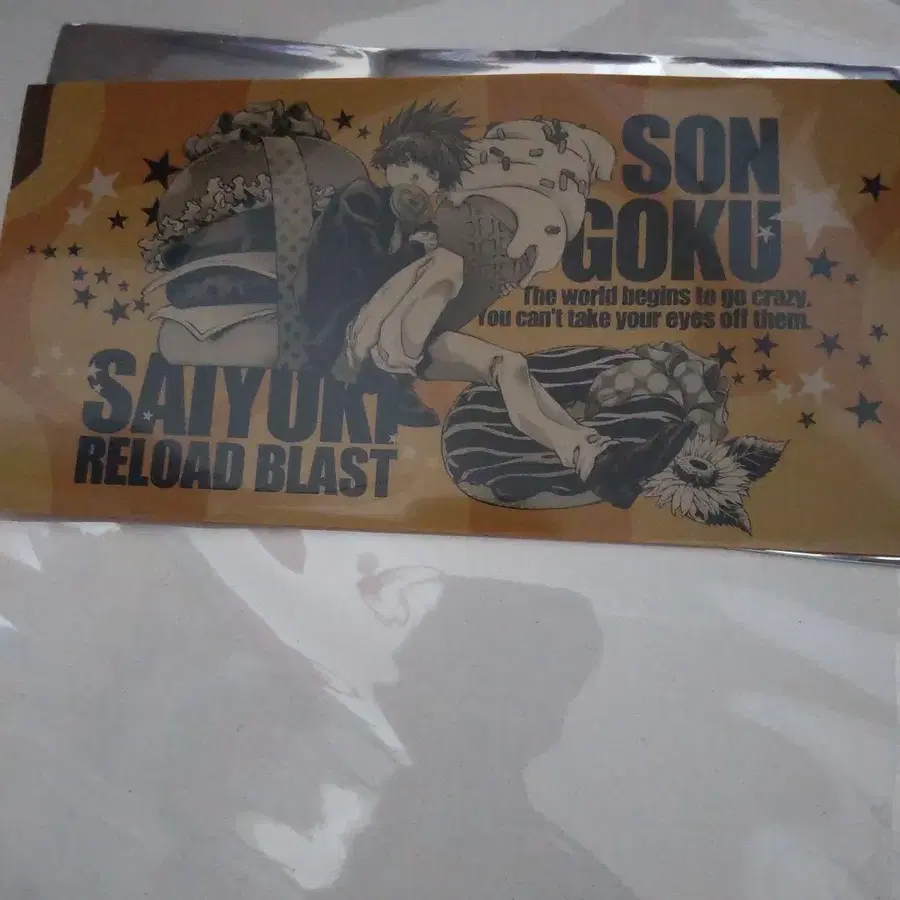 SON
GOKU
The world begins to go crazy.
You can't take your eyes off them.
SAIYUKI
RELOAD BLAST